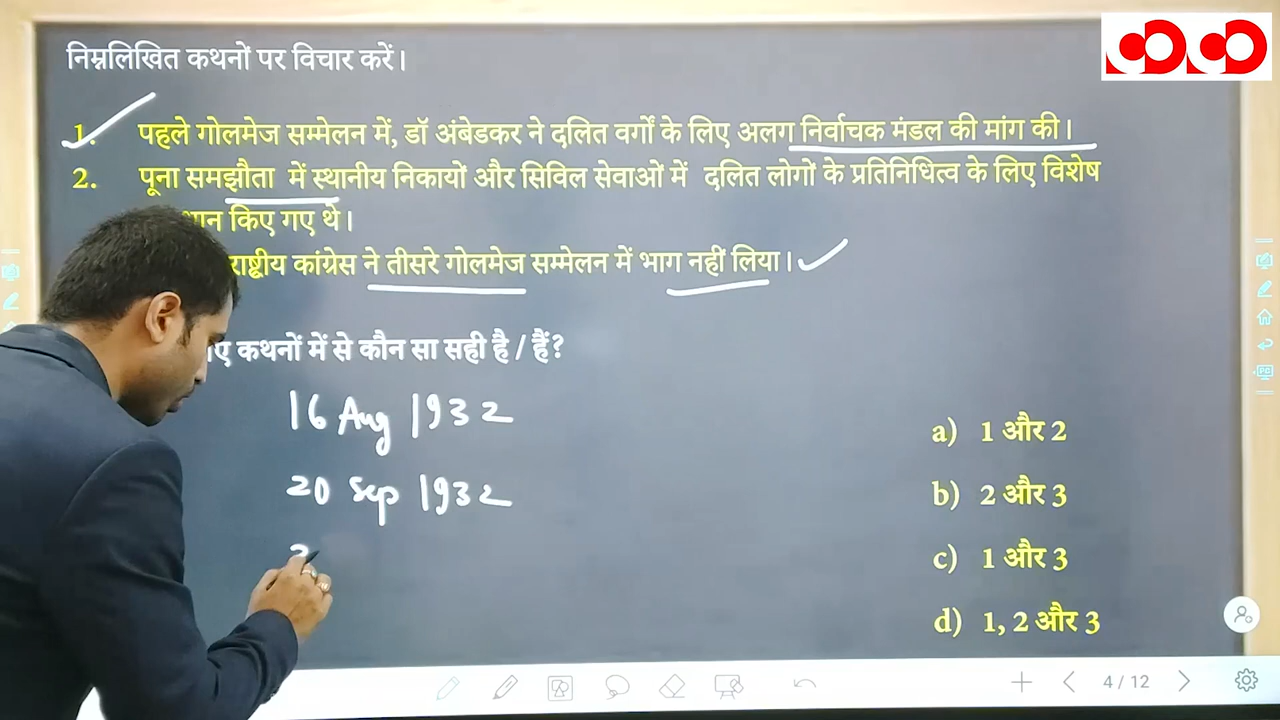 निम्नलिखित कथनों पर विचार करें।
1. पहले गोलमेज सम्मेलन में, डॉ अंबेडकर ने दलित वर्गों के लिए अलग निर्वाचक मंडल की मांग की।
2. पूना समझौता में स्थानीय निकायों और सिविल सेवाओं में दलित लोगों के प्रतिनिधित्व के लिए विशेष
किए गए थे।
राष्ट्रीय कांग्रेस ने तीसरे गोलमेज सम्मेलन में भाग नहीं लिया।
कथनों में से कौन सा सही है / हैं?
16 Aug 1932
20 Sep 1932
a) 1 और 2
b) 2 और 3
c) 1 और 3
d) 1, 2 और 3
4 / 12